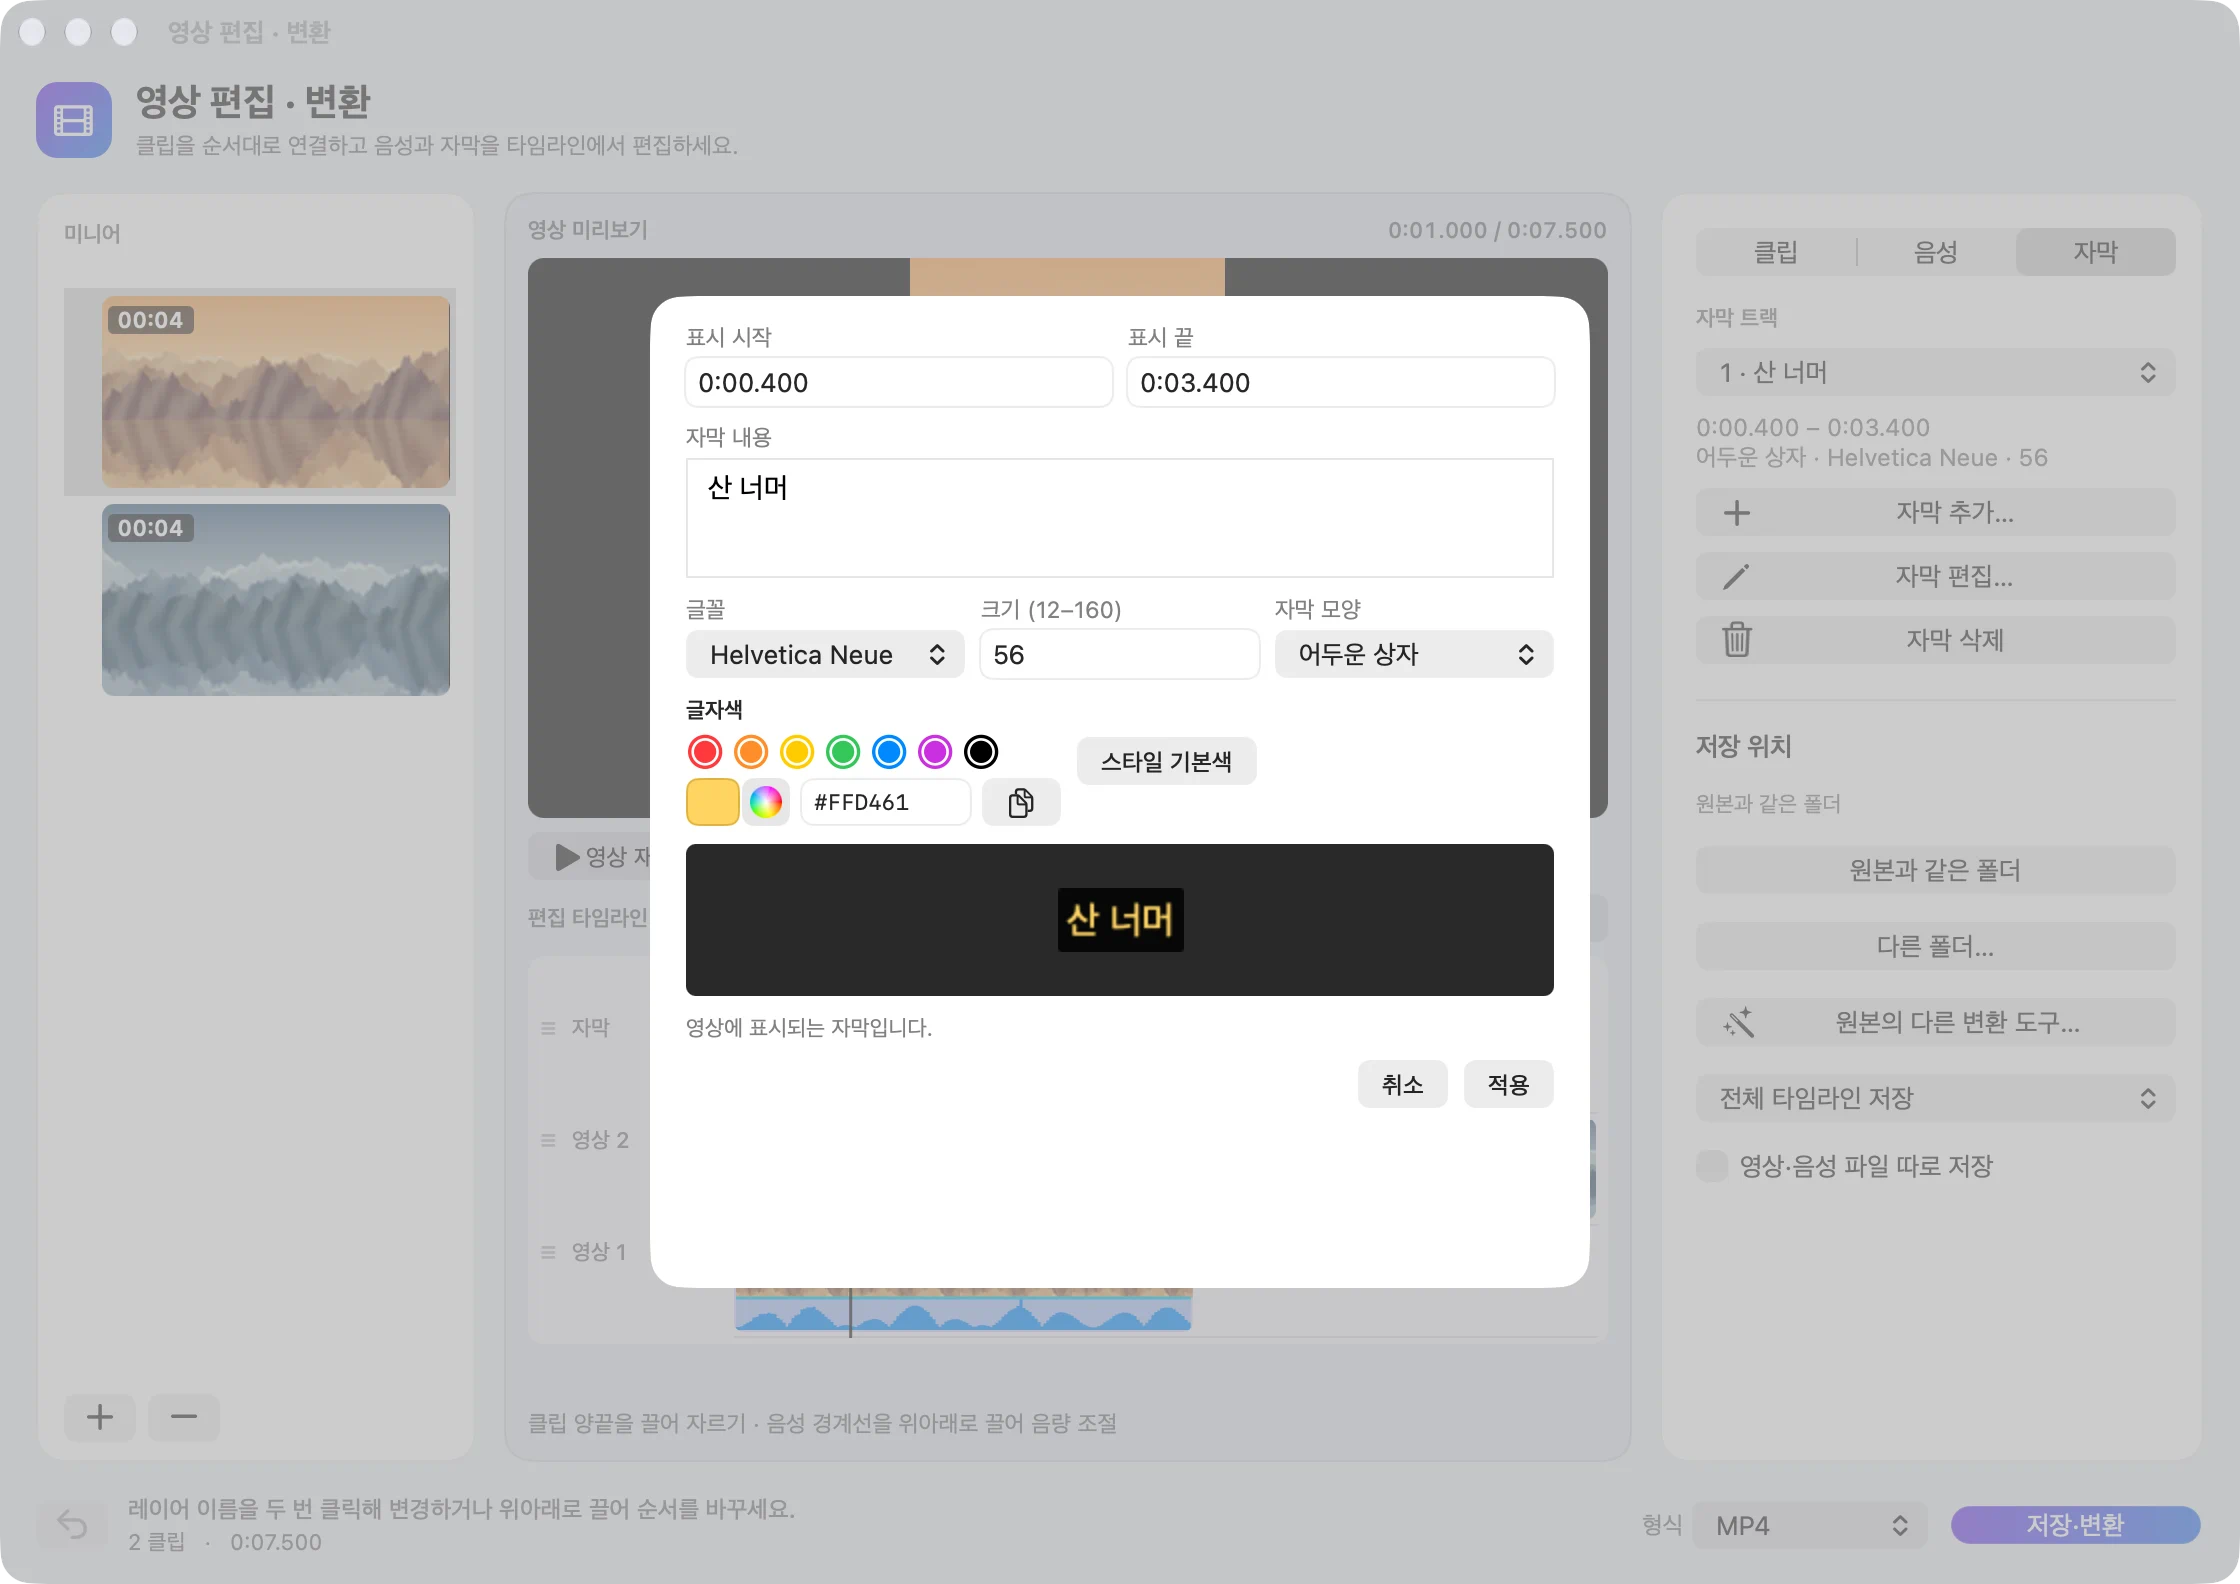 영상 편집 · 변환
영상 편집 · 변환
클립을 순서대로 연결하고 음성과 자막을 타임라인에서 편집하세요.
미니어
00:04
00:04
영상 미리보기
0:01.000 / 0:07.500
영상
편집 타임라인
자막
영상 2
영상 1
클립 양끝을 끌어 자르기 · 음성 경계선을 위아래로 끌어 음량 조절
표시 시작
표시 끝
0:00.400
0:03.400
자막 내용
산 너머
글꼴
크기 (12–160)
자막 모양
Helvetica Neue
56
어두운 상자
글자색
스타일 기본색
#FFD461
산 너머
영상에 표시되는 자막입니다.
취소
적용
클립
음성
자막
자막 트랙
1 · 산 너머
0:00.400 – 0:03.400
어두운 상자 · Helvetica Neue · 56
자막 추가...
자막 편집...
자막 삭제
저장 위치
원본과 같은 폴더
원본과 같은 폴더
다른 폴더...
원본의 다른 변환 도구...
전체 타임라인 저장
영상·음성 파일 따로 저장
레이어 이름을 두 번 클릭해 변경하거나 위아래로 끌어 순서를 바꾸세요.
2 클립 · 0:07.500
형식
MP4
저장·변환